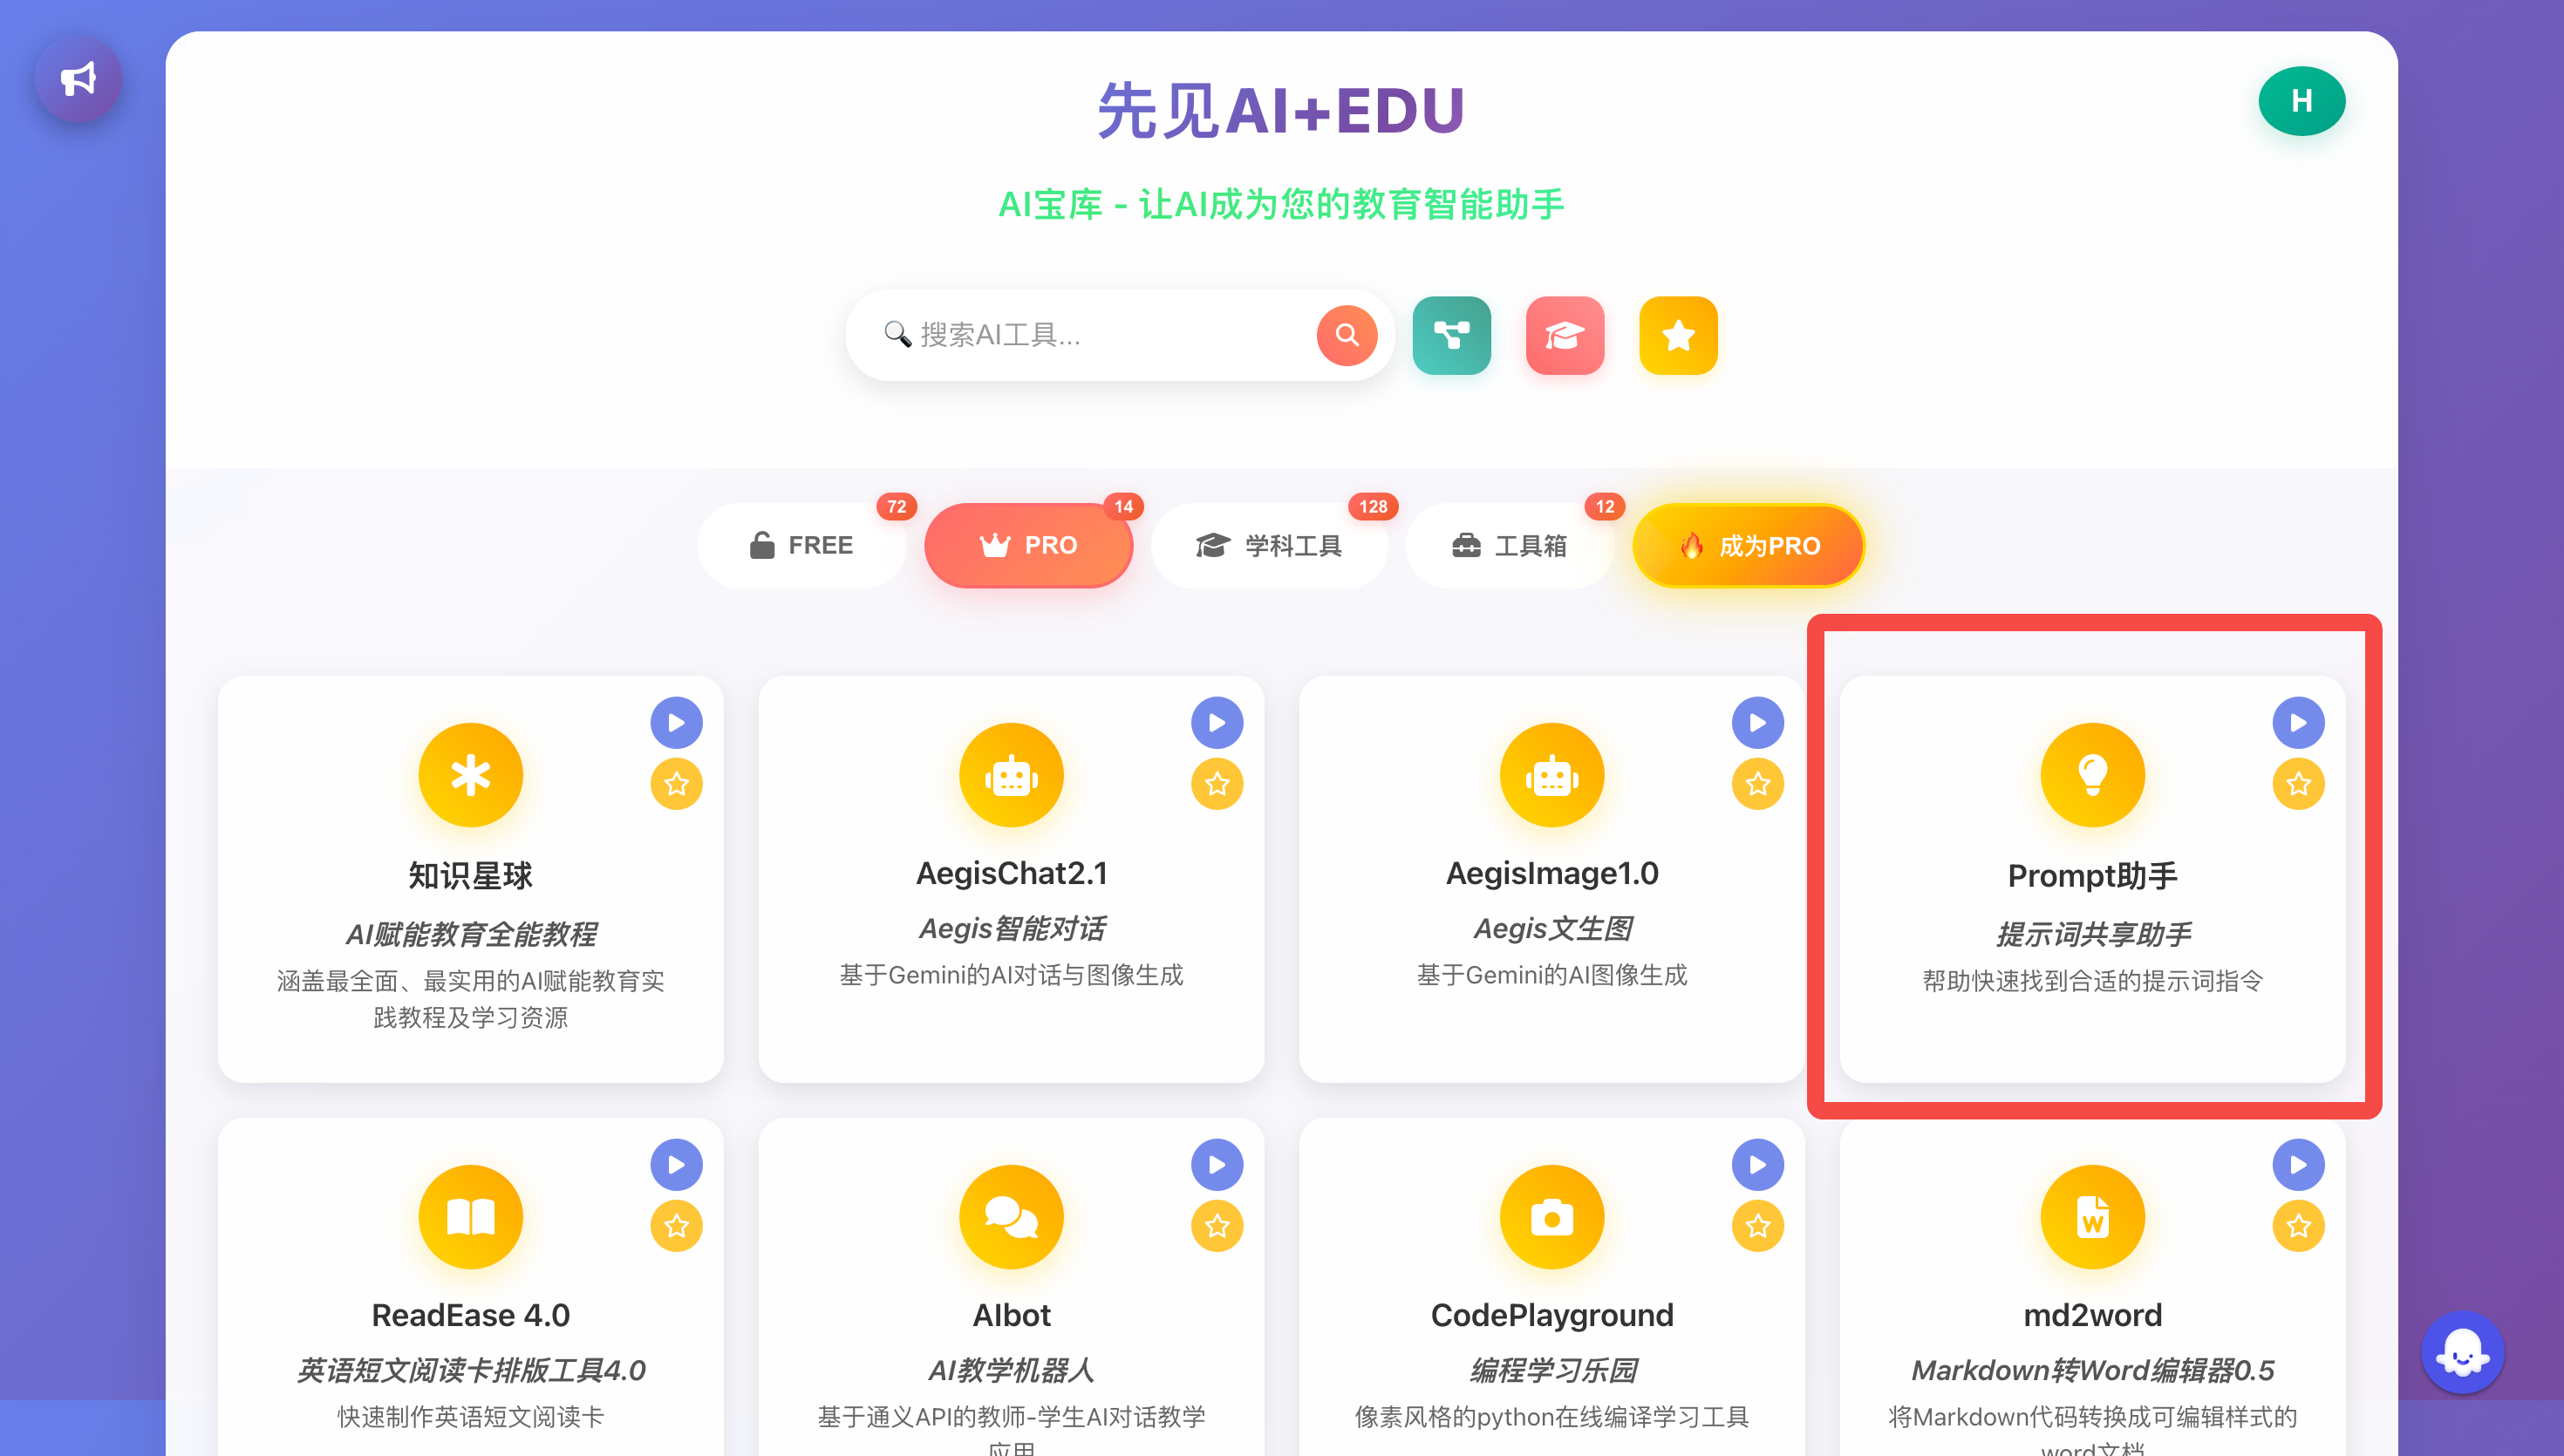 先见AI+EDU
H
AI宝库 - 让AI成为您的教育智能助手
搜索AI工具...
FREE
72
PRO
14
学科工具
128
工具箱
12
成为PRO
知识星球
AI赋能教育全能教程
涵盖最全面、最实用的AI赋能教育实
践教程及学习资源
AegisChat2.1
Aegis智能对话
基于Gemini的AI对话与图像生成
AegisImage1.0
Aegis文生图
基于Gemini的AI图像生成
Prompt助手
提示词共享助手
帮助快速找到合适的提示词指令
ReadEase 4.0
英语短文阅读卡排版工具4.0
快速制作英语短文阅读卡
AIbot
AI教学机器人
基于通义API的教师-学生AI对话教学
应用
CodePlayground
编程学习乐园
像素风格的python在线编译学习工具
W
md2word
Markdown转Word编辑器0.5
将Markdown代码转换成可编辑样式的
word文档